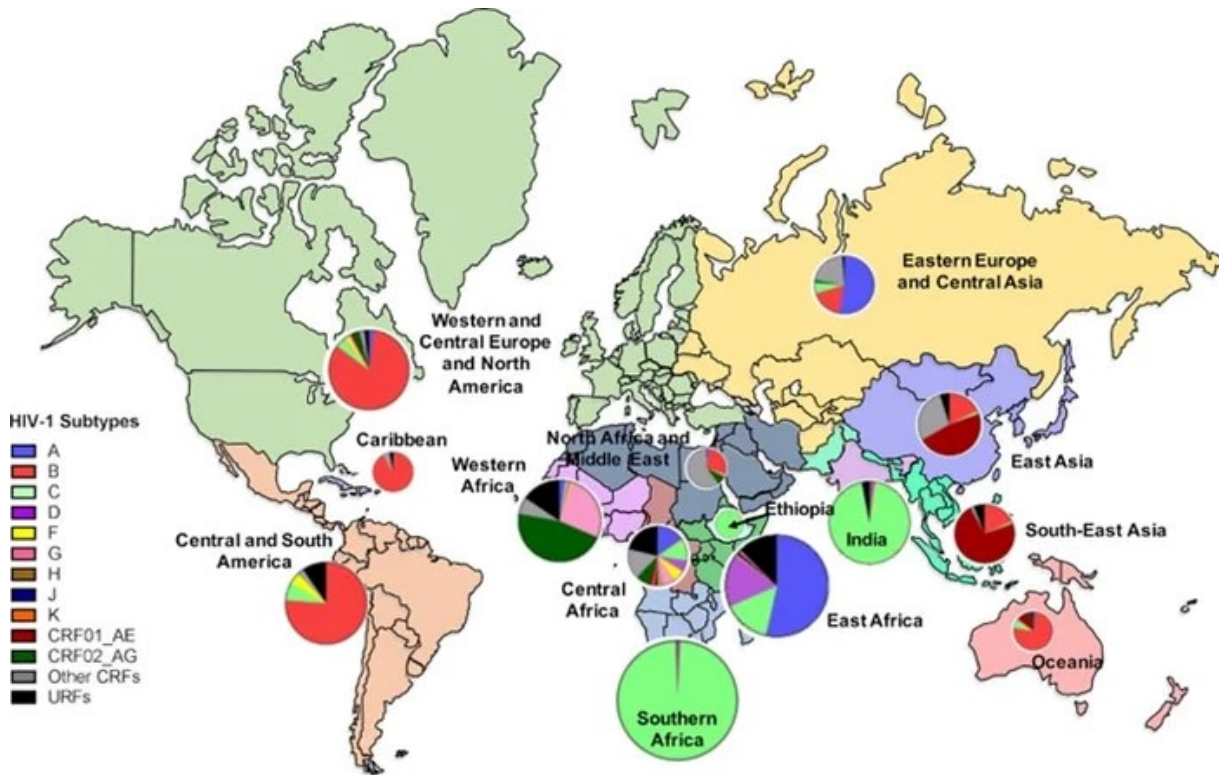 Eastern Europe
and Central Asia
Western and
Central Europe
and North
America
HIV-1 Subtypes
A
B
C
D
F
G
H
J
K
CRF01_AE
CRF02_AG
Other CRFs
URFs
Caribbean
North Africa and
Middle East
Western
Africa
East Asia
Ethiopia
India
South-East Asia
Central and South
America
Central
Africa
East Africa
Oceania
Southern
Africa